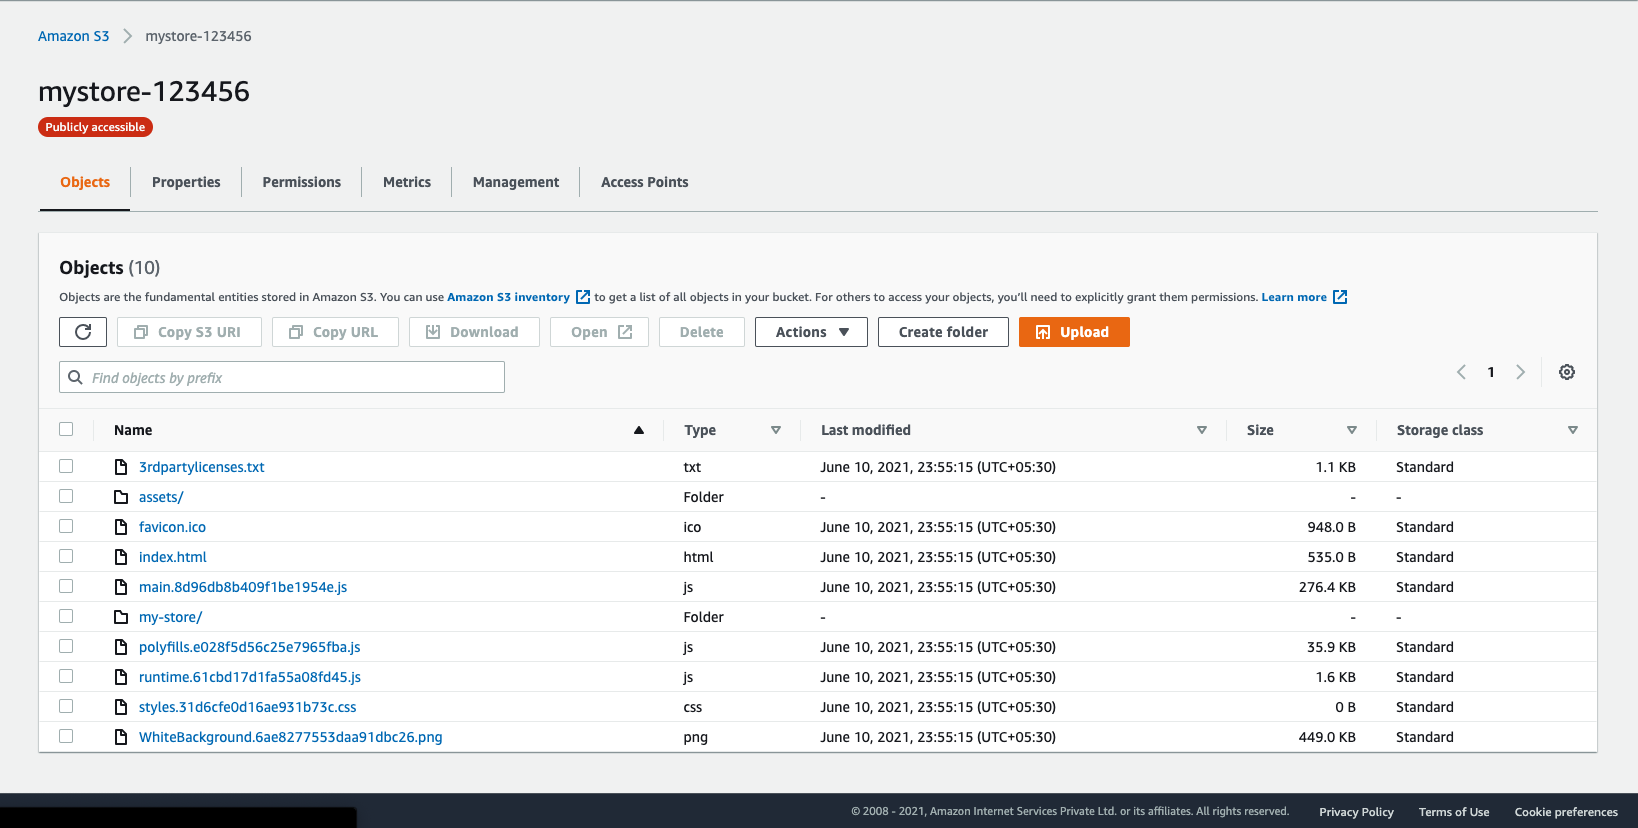 Amazon S3 > mystore-123456
mystore-123456
Publicly accessible
Objects Properties Permissions Metrics Management Access Points
Objects (10)
Objects are the fundamental entities stored in Amazon S3. You can use Amazon S3 inventory to get a list of all objects in your bucket. For others to access your objects, you'll need to explicitly grant them permissions. Learn more
Copy S3 URI Copy URL Download Open Delete Actions Create folder Upload
Find objects by prefix 1
Name Type Last modified Size Storage class
3rdpartylicenses.txt txt June 10, 2021, 23:55:15 (UTC+05:30) 1.1 KB Standard
assets/ Folder - - -
favicon.ico ico June 10, 2021, 23:55:15 (UTC+05:30) 948.0 B Standard
index.html html June 10, 2021, 23:55:15 (UTC+05:30) 535.0 B Standard
main.8d96db8b409f1be1954e.js js June 10, 2021, 23:55:15 (UTC+05:30) 276.4 KB Standard
my-store/ Folder - - -
polyfills.e028f5d56c25e7965fba.js js June 10, 2021, 23:55:15 (UTC+05:30) 35.9 KB Standard
runtime.61cbd17d1fa55a08fd45.js js June 10, 2021, 23:55:15 (UTC+05:30) 1.6 KB Standard
styles.31d6cfe0d16ae931b73c.css css June 10, 2021, 23:55:15 (UTC+05:30) 0 B Standard
WhiteBackground.6ae8277553daa91dbc26.png png June 10, 2021, 23:55:15 (UTC+05:30) 449.0 KB Standard
© 2008 - 2021, Amazon Internet Services Private Ltd. or its affiliates. All rights reserved. Privacy Policy Terms of Use Cookie preferences